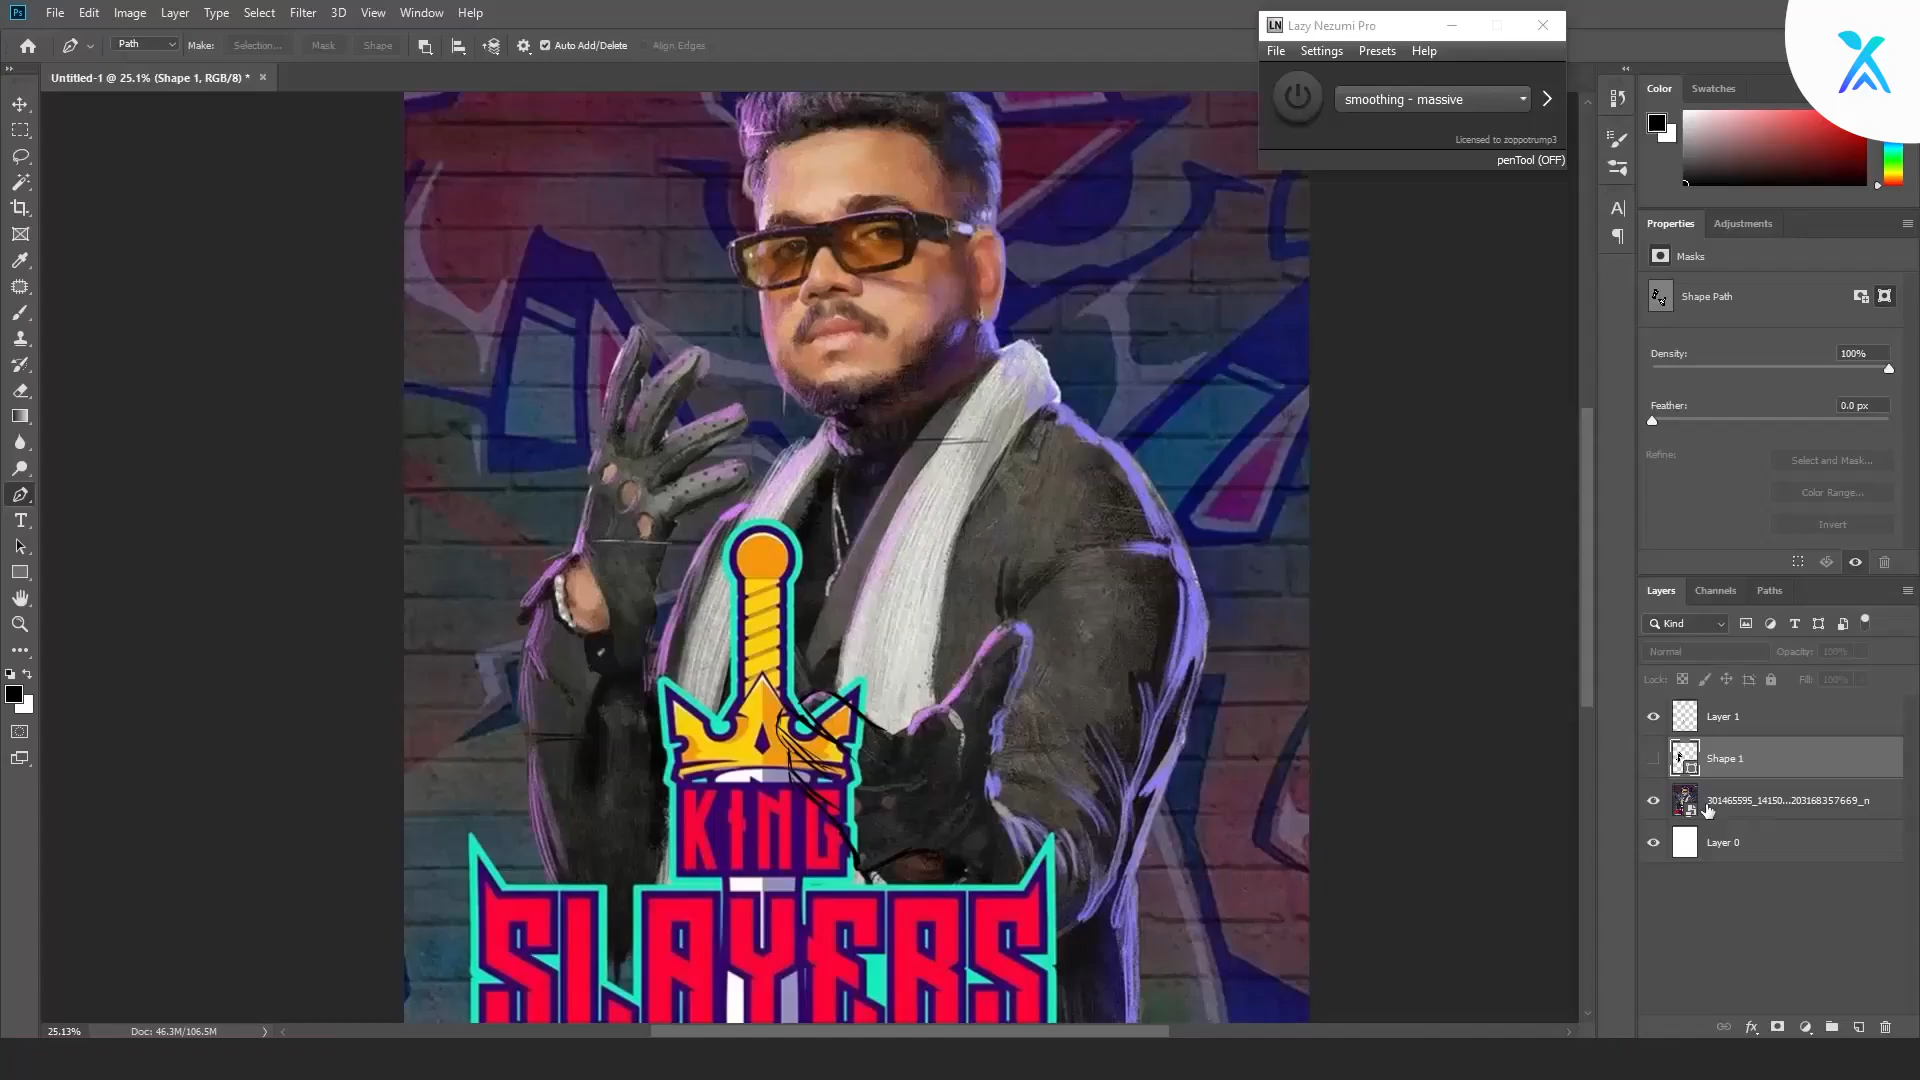 Ps File Edit Image Layer Type Select Filter 3D View Window Help
Path Make: Selection... Mask Shape Auto Add/Delete Align Edges
Untitled-1 @ 25.1% (Shape 1, RGB/8) *
LN Lazy Nezumi Pro
File Settings Presets Help
smoothing - massive
Licensed to zoppotrump3
penTool (OFF)
Color Swatches
Properties Adjustments
Masks
Shape Path
Density: 100%
Feather: 0.0 px
Refine: Select and Mask...
Color Range...
Invert
Layers Channels Paths
Kind
Normal Opacity: 100%
Lock: Fill: 100%
Layer 1
Shape 1
301465595_14150...203168357669_n
Layer 0
KING
SLAYERS
25.13% Doc: 46.3M/106.5M